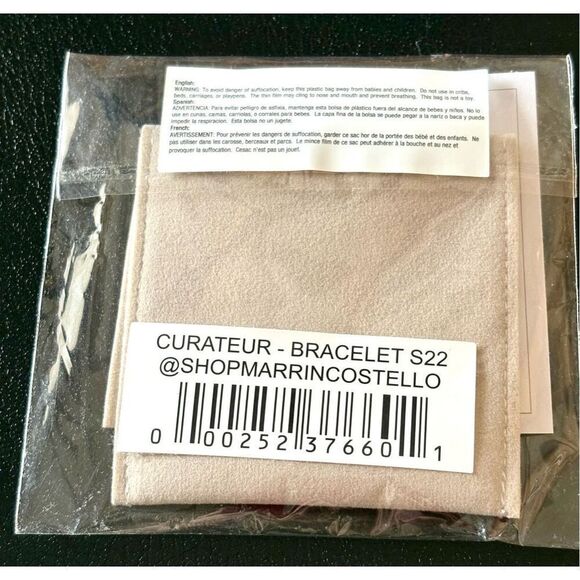 English:
WARNING: To avoid danger of suffocation, keep this plastic bag away from babies and children. Do not use in cribs,
beds, carriages, or playpens. The thin film may cling to nose and mouth and prevent breathing. This bag is not a toy.
Spanish:
ADVERTENCIA: Para evitar peligro de asfixia, mantenga esta bolsa de plástico fuera del alcance de bebes y niños. No lo
use en cunas, camas, carriolas, o corrales para bebes. La capa fina de la bolsa se puede pegar a la nariz o baca y puede
impedir la respiracion. Esta bolsa no un jugete.
French:
AVERTISSEMENT: Pour prévenir les dangers de suffocation, garder ce sac hor de la portée des bébé et des enfants. Ne
pas utiliser dans les carosse, berceaux et parcs. Le mince film de ce sac peut adhérer à la bouche et au nez et
provoquer la suffocation. Cesac n'est pas un jouet.
CURATEUR - BRACELET S22
@SHOPMARRINCOSTELLO
0 00252 37660 1